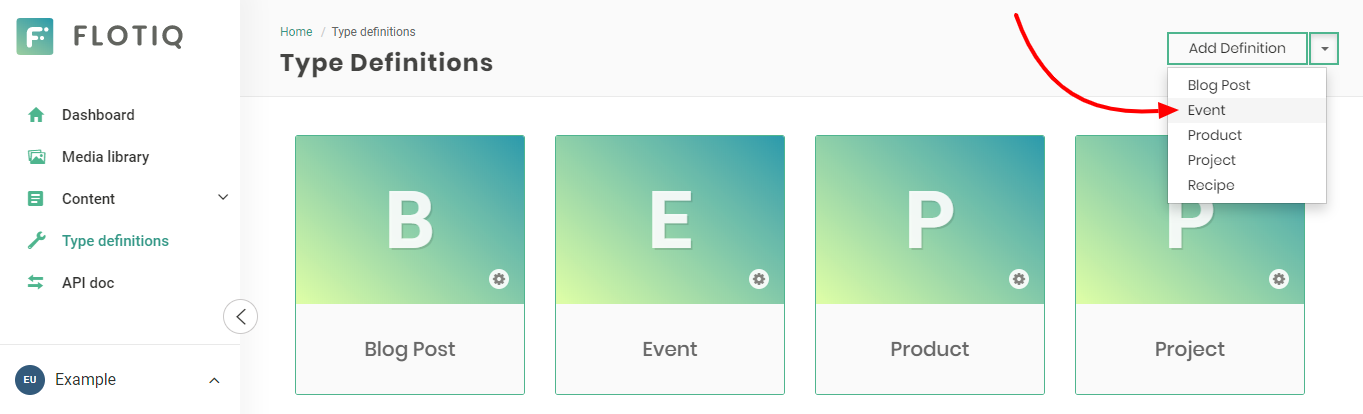 FLOTIQ
Dashboard
Media library
Content
Type definitions
API doc
EU Example
Home / Type definitions
Type Definitions
Add Definition
Blog Post
Event
Product
Project
Recipe
B
Blog Post
E
Event
P
Product
P
Project